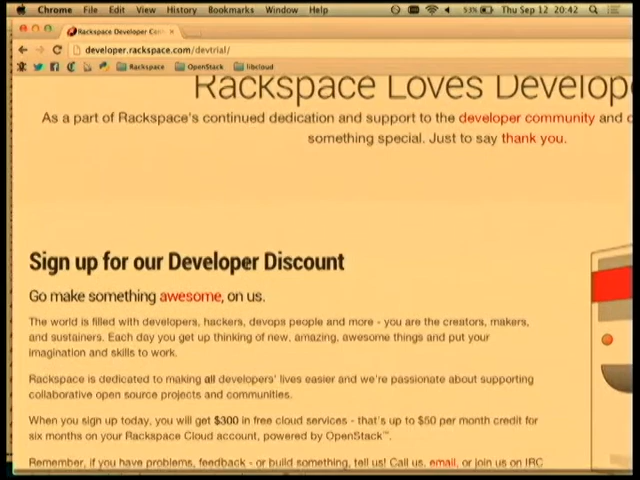 Chrome File Edit View History Bookmarks Window Help 53% Thu Sep 12 20:42
Rackspace Developer Cen
developer.rackspace.com/devtrial/
Rackspace OpenStack libcloud
Rackspace Loves Develop
As a part of Rackspace's continued dedication and support to the developer community and
something special. Just to say thank you.
Sign up for our Developer Discount
Go make something awesome, on us.
The world is filled with developers, hackers, devops people and more - you are the creators, makers,
and sustainers. Each day you get up thinking of new, amazing, awesome things and put your
imagination and skills to work.
Rackspace is dedicated to making all developers' lives easier and we're passionate about supporting
collaborative open source projects and communities.
When you sign up today, you will get $300 in free cloud services - that's up to $50 per month credit for
six months on your Rackspace Cloud account, powered by OpenStack™.
Remember, if you have problems, feedback - or build something, tell us! Call us, email, or join us on IRC